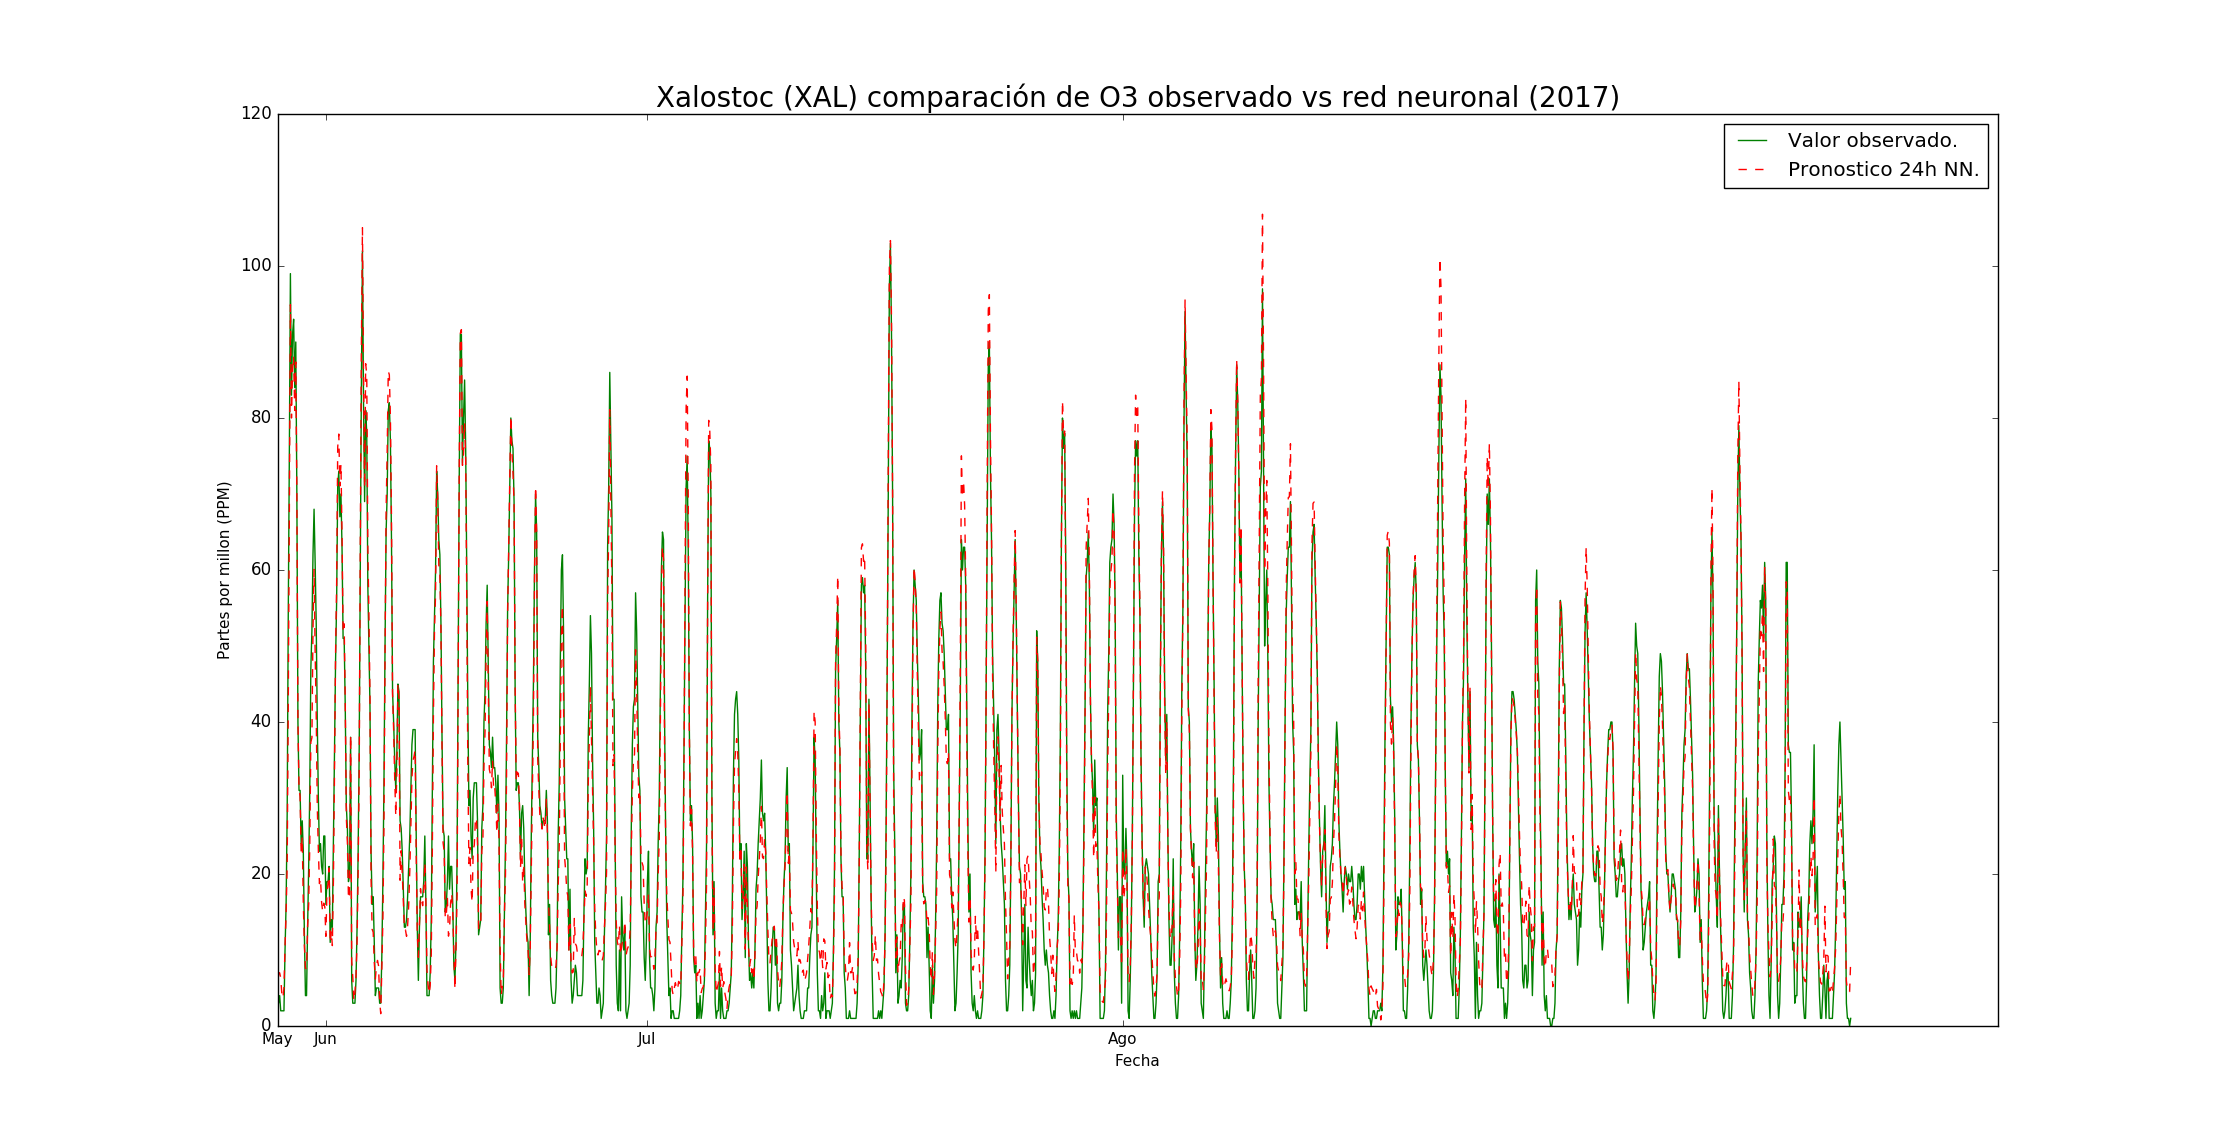 Xalostoc (XAL) comparación de O3 observado vs red neuronal (2017)
120
100
80
60
40
20
0
Partes por millon (PPM)
Valor observado.
Pronostico 24h NN.
May Jun Jul Ago
Fecha